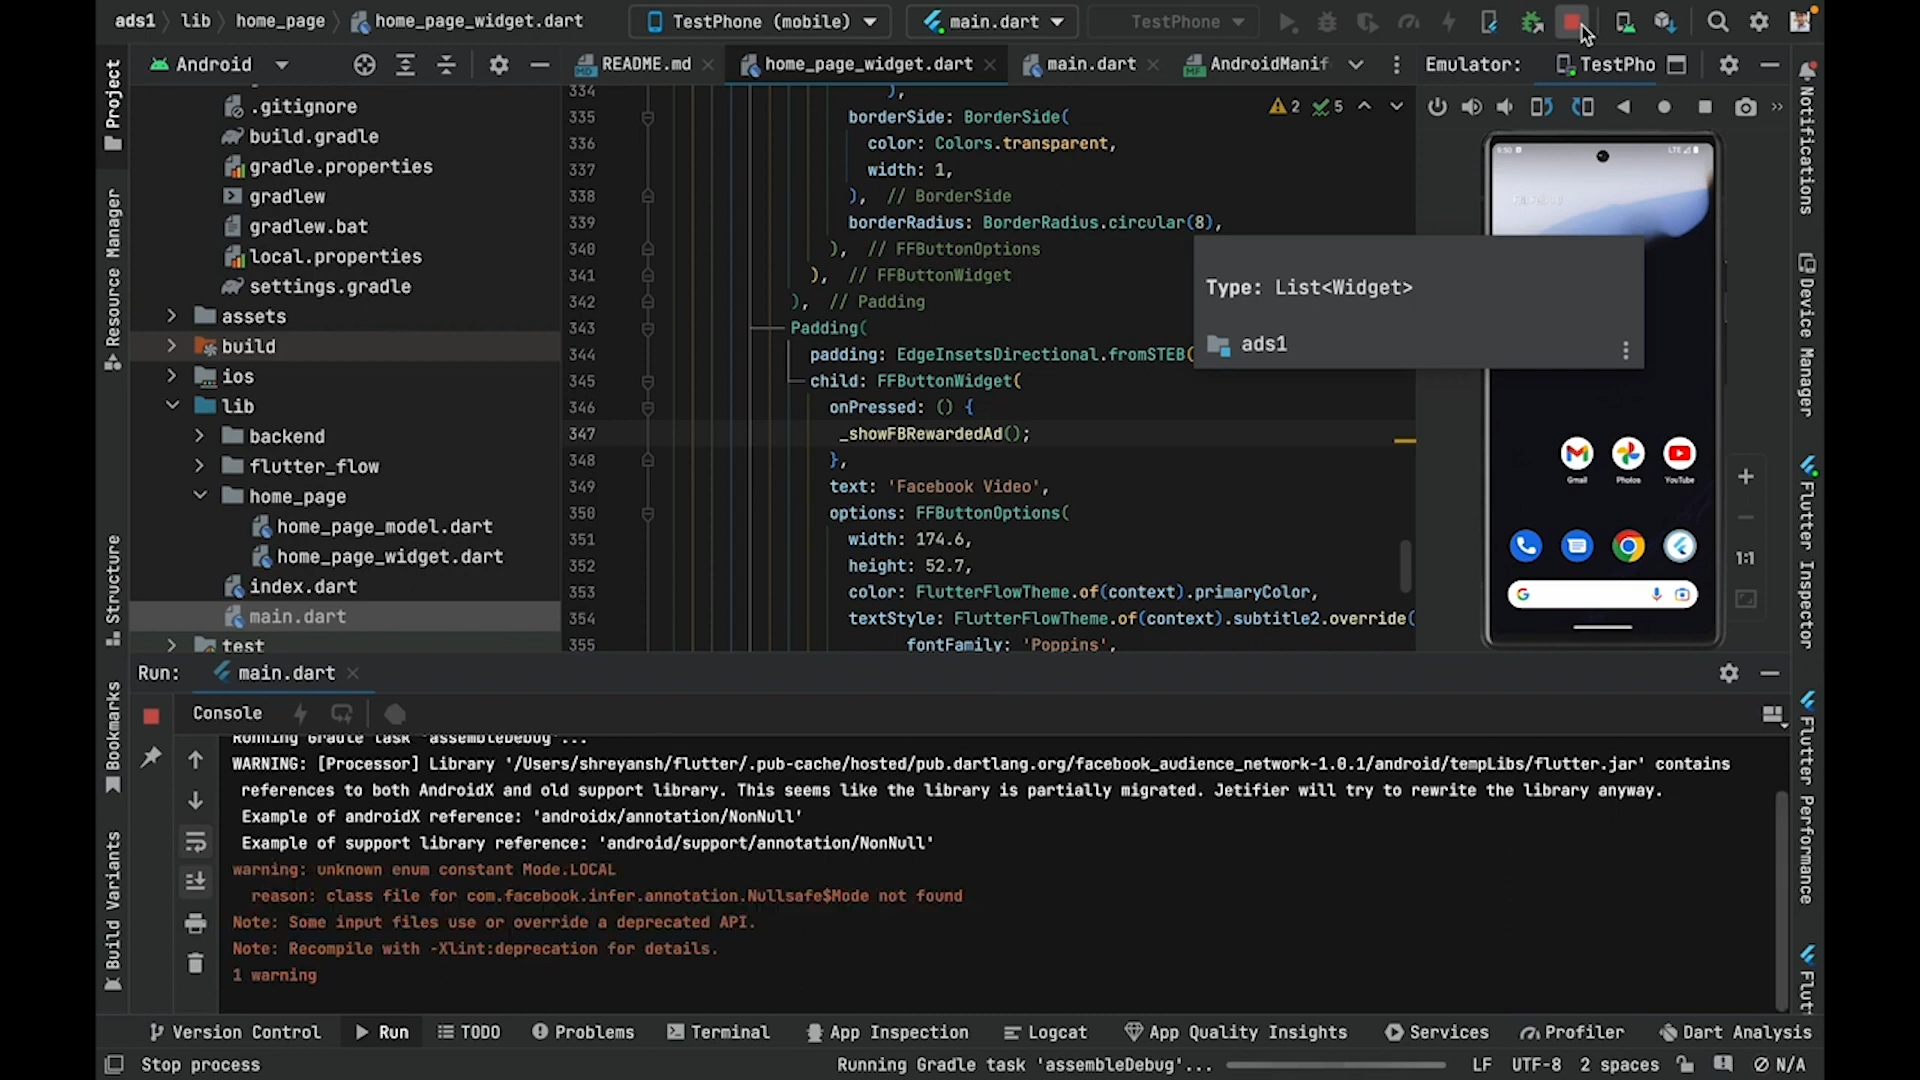 ads1 lib home_page home_page_widget.dart TestPhone (mobile) main.dart TestPhone
Android README.md home_page_widget.dart main.dart AndroidManif Emulator: TestPho
.gitignore
build.gradle
gradle.properties
gradlew
gradlew.bat
local.properties
settings.gradle
assets
build
ios
lib
backend
flutter_flow
home_page
home_page_model.dart
home_page_widget.dart
index.dart
main.dart
test
Project
Resource Manager
Structure
Bookmarks
Build Variants
2 5
334 ),
335 borderSide: BorderSide(
336 color: Colors.transparent,
337 width: 1,
338 ), // BorderSide
339 borderRadius: BorderRadius.circular(8),
340 ), // FFButtonOptions
341 ), // FFButtonWidget
342 ), // Padding
343 Padding(
344 padding: EdgeInsetsDirectional.fromSTEB(
345 child: FFButtonWidget(
346 onPressed: () {
347 _showFBRewardedAd();
348 },
349 text: 'Facebook Video',
350 options: FFButtonOptions(
351 width: 174.6,
352 height: 52.7,
353 color: FlutterFlowTheme.of(context).primaryColor,
354 textStyle: FlutterFlowTheme.of(context).subtitle2.override(
355 fontFamily: 'Poppins',
Type: List<Widget>
ads1
LTE
Gmail Photos YouTube
1:1
Notifications
Device Manager
Flutter Inspector
Flutter Performance
Flutt
Run: main.dart
Console
Running Gradle task 'assembleDebug'...
WARNING: [Processor] Library '/Users/shreyansh/flutter/.pub-cache/hosted/pub.dartlang.org/facebook_audience_network-1.0.1/android/tempLibs/flutter.jar' contains
references to both AndroidX and old support library. This seems like the library is partially migrated. Jetifier will try to rewrite the library anyway.
Example of androidX reference: 'androidx/annotation/NonNull'
Example of support library reference: 'android/support/annotation/NonNull'
warning: unknown enum constant Mode.LOCAL
reason: class file for com.facebook.infer.annotation.Nullsafe$Mode not found
Note: Some input files use or override a deprecated API.
Note: Recompile with -Xlint:deprecation for details.
1 warning
Version Control Run TODO Problems Terminal App Inspection Logcat App Quality Insights Services Profiler Dart Analysis
Stop process Running Gradle task 'assembleDebug'... LF UTF-8 2 spaces N/A